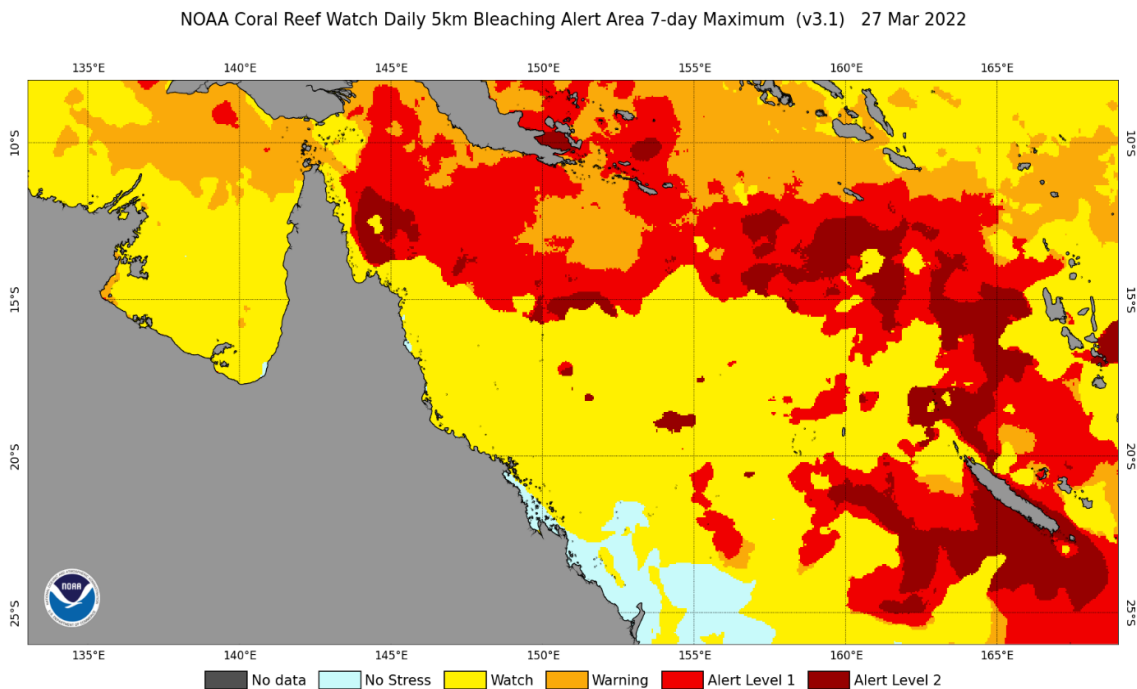 NOAA Coral Reef Watch Daily 5km Bleaching Alert Area 7-day Maximum (v3.1) 27 Mar 2022
135°E 140°E 145°E 150°E 155°E 160°E 165°E
10°S 10°S
15°S 15°S
20°S 20°S
25°S 25°S
NOAA
135°E 140°E 145°E 150°E 155°E 160°E 165°E
No data No Stress Watch Warning Alert Level 1 Alert Level 2